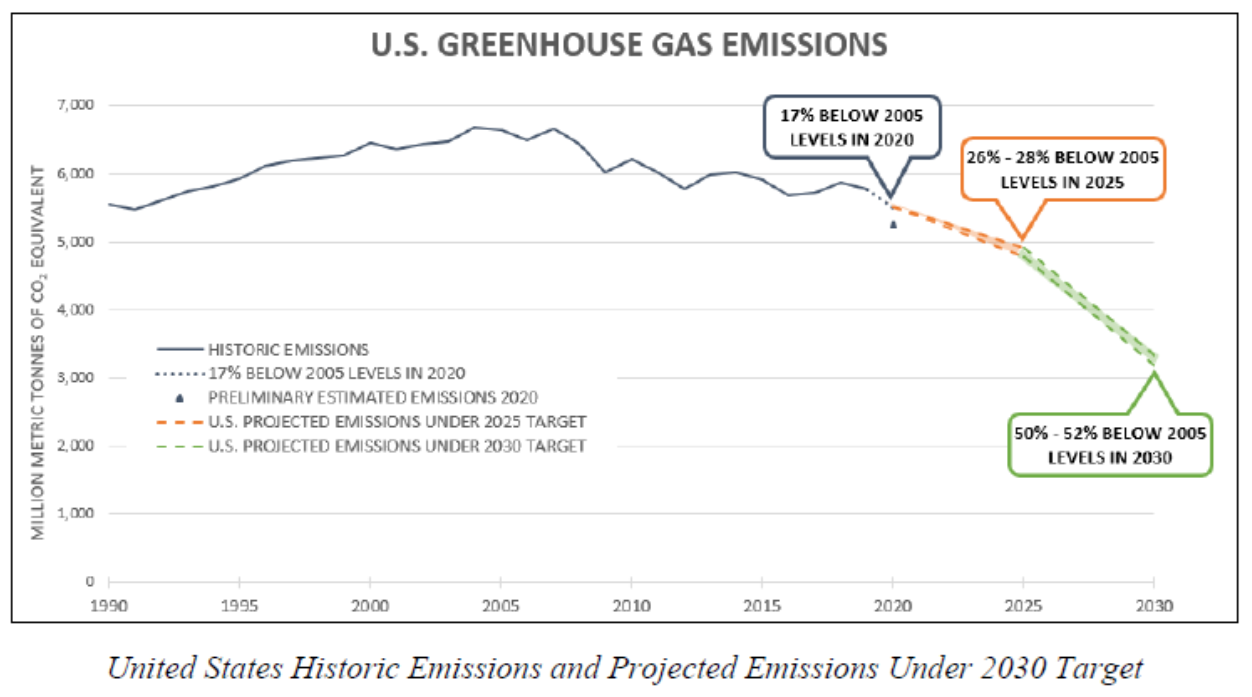 U.S. GREENHOUSE GAS EMISSIONS
MILLION METRIC TONNES OF CO₂ EQUIVALENT
7,000
6,000
5,000
4,000
3,000
2,000
1,000
0
1990 1995 2000 2005 2010 2015 2020 2025 2030
17% BELOW 2005
LEVELS IN 2020
26% - 28% BELOW 2005
LEVELS IN 2025
HISTORIC EMISSIONS
17% BELOW 2005 LEVELS IN 2020
PRELIMINARY ESTIMATED EMISSIONS 2020
U.S. PROJECTED EMISSIONS UNDER 2025 TARGET
U.S. PROJECTED EMISSIONS UNDER 2030 TARGET
50% - 52% BELOW 2005
LEVELS IN 2030
United States Historic Emissions and Projected Emissions Under 2030 Target